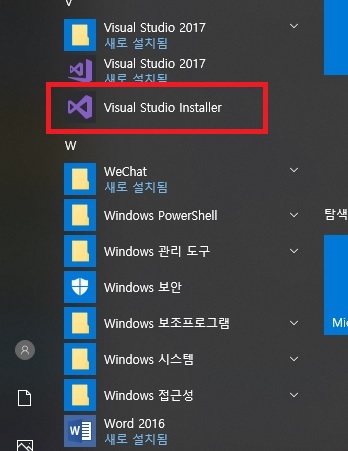 V
Visual Studio 2017
새로 설치됨
Visual Studio 2017
새로 설치됨
Visual Studio Installer
W
WeChat
새로 설치됨
Windows PowerShell
탐색
Windows 관리 도구
Windows 보안
Windows 보조프로그램
Mic
Windows 시스템
Windows 접근성
Word 2016
새로 설치됨